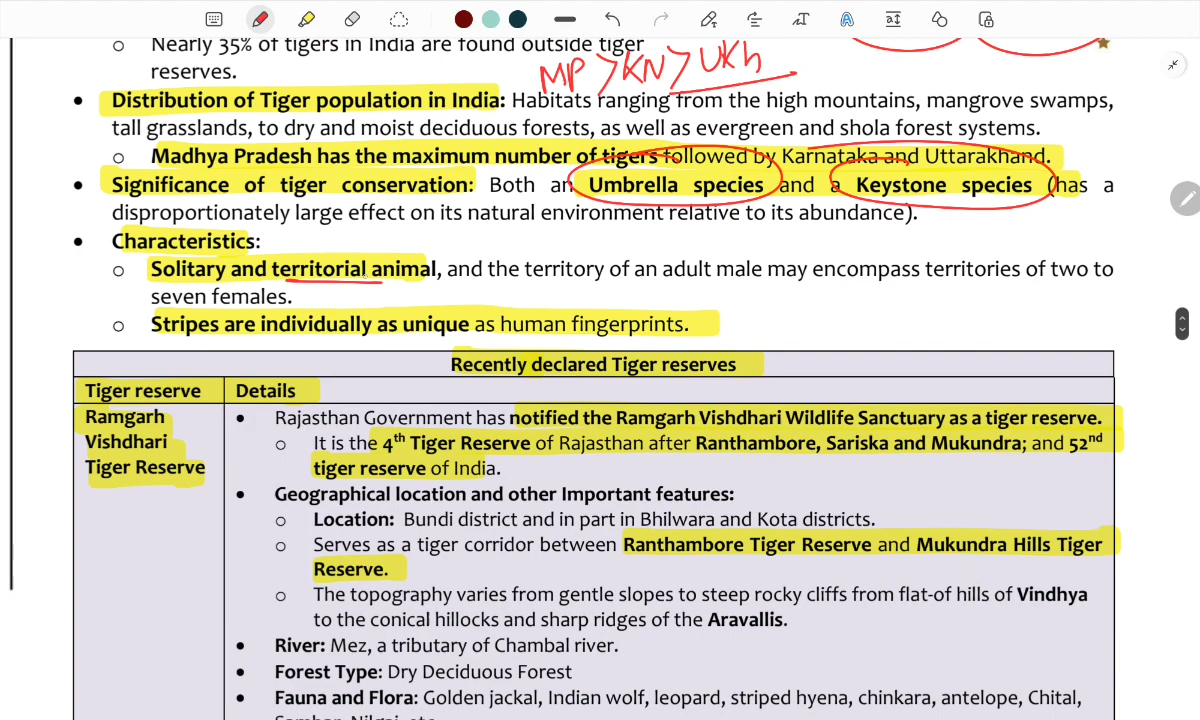 Nearly 35% of tigers in India are found outside tiger
reserves.
MP > KN > UKh
• Distribution of Tiger population in India: Habitats ranging from the high mountains, mangrove swamps,
tall grasslands, to dry and moist deciduous forests, as well as evergreen and shola forest systems.
o Madhya Pradesh has the maximum number of tigers followed by Karnataka and Uttarakhand.
• Significance of tiger conservation: Both an Umbrella species and a Keystone species (has a
disproportionately large effect on its natural environment relative to its abundance).
• Characteristics:
o Solitary and territorial animal, and the territory of an adult male may encompass territories of two to
seven females.
o Stripes are individually as unique as human fingerprints.
Recently declared Tiger reserves
Tiger reserve Details
Ramgarh
Vishdhari
Tiger Reserve
• Rajasthan Government has notified the Ramgarh Vishdhari Wildlife Sanctuary as a tiger reserve.
o It is the 4th Tiger Reserve of Rajasthan after Ranthambore, Sariska and Mukundra; and 52nd
tiger reserve of India.
• Geographical location and other Important features:
o Location: Bundi district and in part in Bhilwara and Kota districts.
o Serves as a tiger corridor between Ranthambore Tiger Reserve and Mukundra Hills Tiger
Reserve.
o The topography varies from gentle slopes to steep rocky cliffs from flat-of hills of Vindhya
to the conical hillocks and sharp ridges of the Aravallis.
• River: Mez, a tributary of Chambal river.
• Forest Type: Dry Deciduous Forest
• Fauna and Flora: Golden jackal, Indian wolf, leopard, striped hyena, chinkara, antelope, Chital,